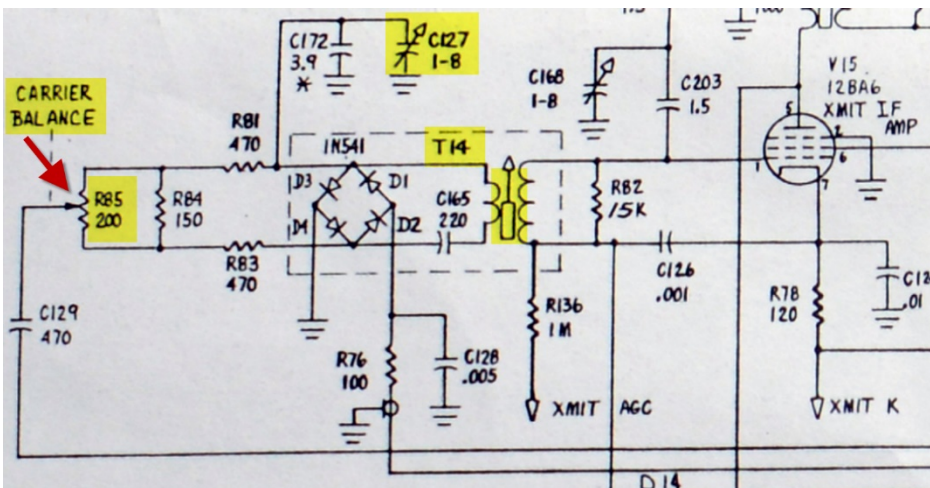 C172
3.9
*
C127
1-8
C168
1-8
C203
1.5
V15
12BA6
XMIT IF
AMP
CARRIER
BALANCE
R81
470
1N541
T14
5
2
6
1
7
D3
D1
D4
D2
C165
220
R82
15K
R85
200
R84
150
R83
470
C126
.001
R136
1M
R78
120
.01
C129
470
R76
100
C128
.005
XMIT AGC
XMIT K